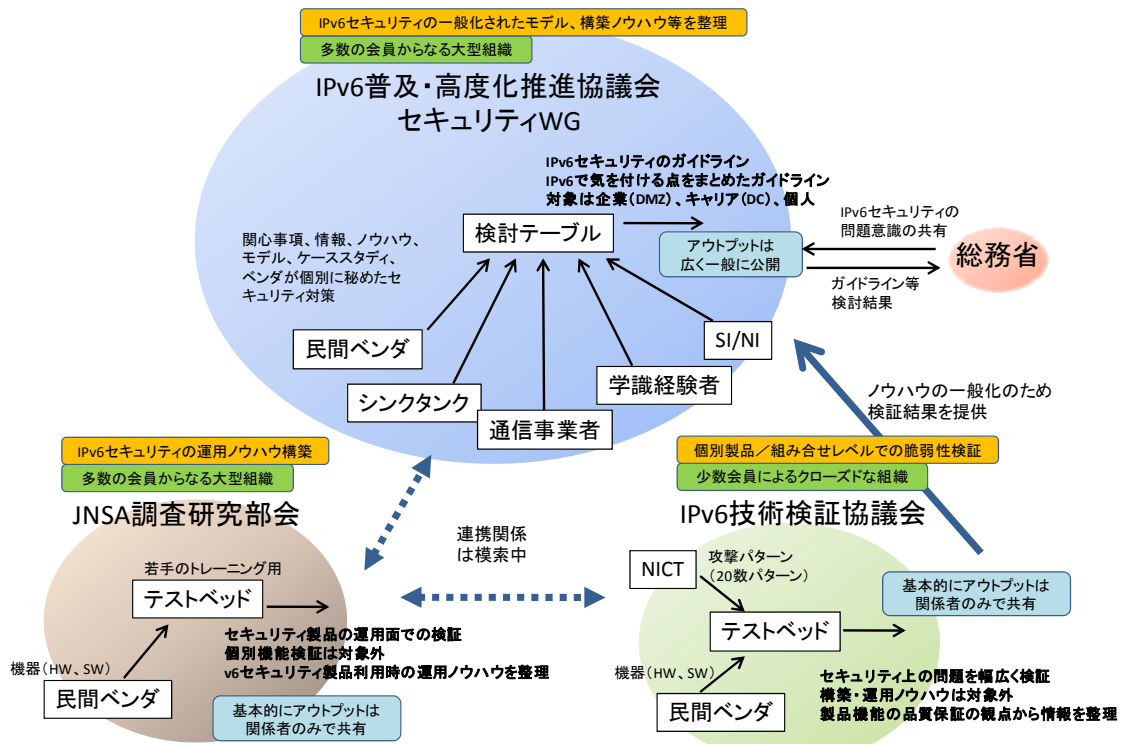 IPv6セキュリティの一般化されたモデル、構築ノウハウ等を整理
多数の会員からなる大型組織
IPv6普及・高度化推進協議会
セキュリティWG
IPv6セキュリティのガイドライン
IPv6で気を付ける点をまとめたガイドライン
対象は企業(DMZ)、キャリア(DC)、個人
検討テーブル
関心事項、情報、ノウハウ、
モデル、ケーススタディ、
ベンダが個別に秘めたセ
キュリティ対策
アウトプットは
広く一般に公開
IPv6セキュリティの
問題意識の共有
総務省
ガイドライン等
検討結果
民間ベンダ
シンクタンク
通信事業者
学識経験者
SI/NI
ノウハウの一般化のため
検証結果を提供
IPv6セキュリティの運用ノウハウ構築
多数の会員からなる大型組織
JNSA調査研究部会
若手のトレーニング用
テストベッド
セキュリティ製品の運用面での検証
個別機能検証は対象外
v6セキュリティ製品利用時の運用ノウハウを整理
機器(HW、SW)
民間ベンダ
基本的にアウトプットは
関係者のみで共有
連携関係
は模索中
個別製品/組み合せレベルでの脆弱性検証
少数会員によるクローズドな組織
IPv6技術検証協議会
NICT
攻撃パターン
(20数パターン)
基本的にアウトプットは
関係者のみで共有
テストベッド
機器(HW、SW)
民間ベンダ
セキュリティ上の問題を幅広く検証
構築・運用ノウハウは対象外
製品機能の品質保証の観点から情報を整理